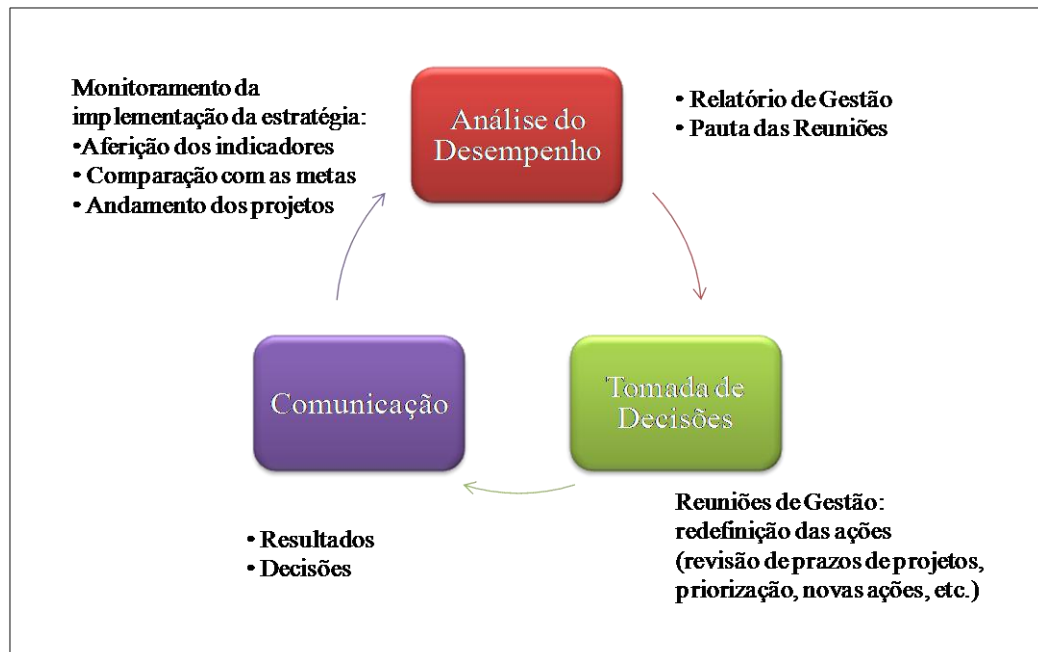 Monitoramento da
implementação da estratégia:
•Aferição dos indicadores
• Comparação com as metas
• Andamento dos projetos
Análise do
Desempenho
• Relatório de Gestão
• Pauta das Reuniões
Comunicação
Tomada de
Decisões
• Resultados
• Decisões
Reuniões de Gestão:
redefinição das ações
(revisão de prazos de projetos,
priorização, novas ações, etc.)